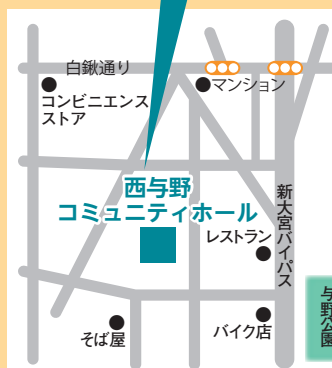 白鍬通り
コンビニエンス
ストア
マンション
西与野
コミュニティホール
新大宮バイパス
レストラン
与野公園
そば屋
バイク店